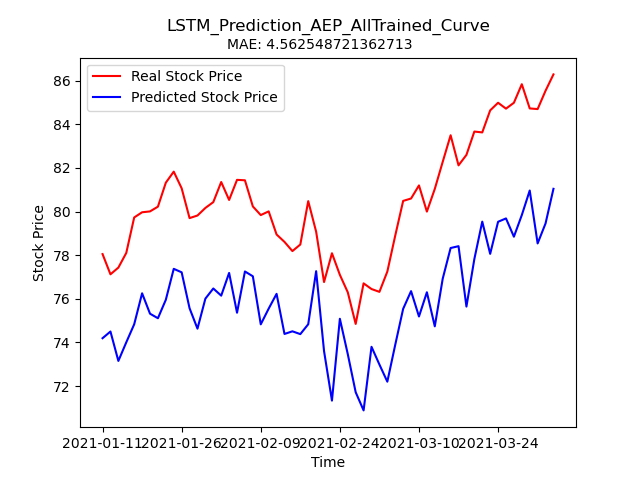 LSTM_Prediction_AEP_AllTrained_Curve
MAE: 4.562548721362713
Real Stock Price
Predicted Stock Price
86
84
82
80
78
76
74
72
Stock Price
2021-01-11 2021-01-26 2021-02-09 2021-02-24 2021-03-10 2021-03-24
Time